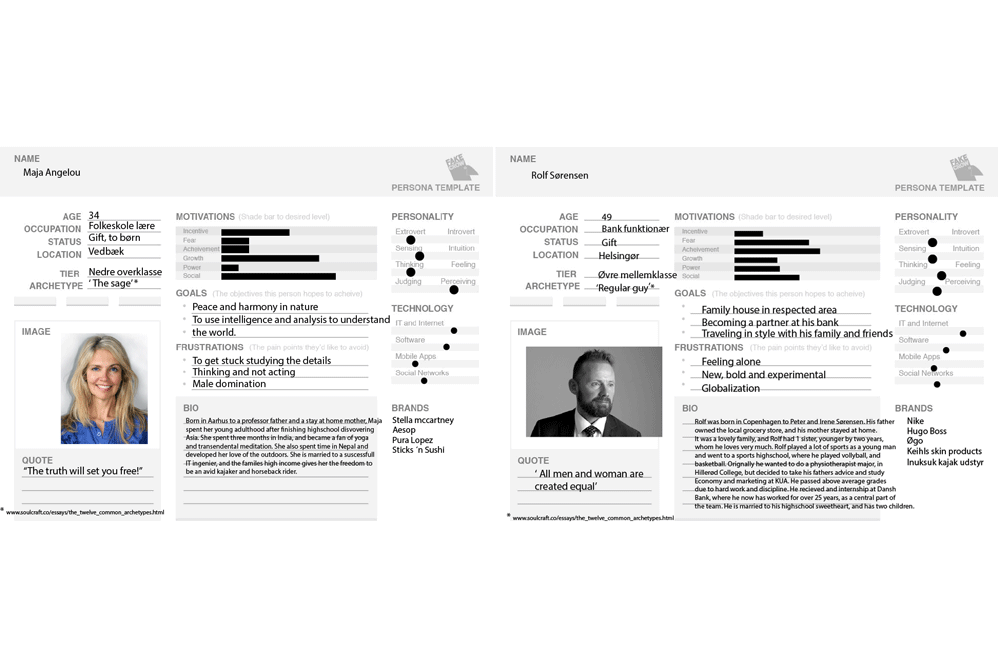 NAME
Maja Angelou
FAKE CROW
PERSONA TEMPLATE
AGE 34
OCCUPATION Folkeskole lære
STATUS Gift, to børn
LOCATION Vedbæk
TIER Nedre overklasse
ARCHETYPE ‘The sage’*
MOTIVATIONS (Shade bar to desired level)
Incentive
Fear
Acheivement
Growth
Power
Social
GOALS (The objectives this person hopes to acheive)
Peace and harmony in nature
To use intelligence and analysis to understand
the world.
FRUSTRATIONS (The pain points they'd like to avoid)
To get stuck studying the details
Thinking and not acting
Male domination
PERSONALITY
Extrovert Introvert
Sensing Intuition
Thinking Feeling
Judging Perceiving
TECHNOLOGY
IT and Internet
Software
Mobile Apps
Social Networks
IMAGE
QUOTE
“The truth will set you free!”
BIO
Born in Aarhus to a professor father and a stay at home mother, Maja
spent her young adulthood after finishing highschool disvovering
Asia. She spent three months in India, and became a fan of yoga
and transendental meditation. She also spent time in Nepal and
developed her love of the outdoors. She is married to a sucessfull
IT ingenier, and the familes high income gives her the freedom to
be an avid kajaker and horseback rider.
BRANDS
Stella mccartney
Aesop
Pura Lopez
Sticks ’n Sushi
* www.soulcraft.co/essays/the_twelve_common_archetypes.html
NAME
Rolf Sørensen
FAKE CROW
PERSONA TEMPLATE
AGE 49
OCCUPATION Bank funktionær
STATUS Gift
LOCATION Helsingør
TIER Øvre mellemklasse
ARCHETYPE ‘Regular guy’*
MOTIVATIONS (Shade bar to desired level)
Incentive
Fear
Acheivement
Growth
Power
Social
GOALS (The objectives this person hopes to acheive)
Family house in respected area
Becoming a partner at his bank
Traveling in style with his family and friends
FRUSTRATIONS (The pain points they'd like to avoid)
Feeling alone
New, bold and experimental
Globalization
PERSONALITY
Extrovert Introvert
Sensing Intuition
Thinking Feeling
Judging Perceiving
TECHNOLOGY
IT and Internet
Software
Mobile Apps
Social Networks
IMAGE
QUOTE
‘ All men and woman are
created equal’
BIO
Rolf was born in Copenhagen to Peter and Irene Sørensen. His father
owned the local grocery store, and his mother stayed at home.
It was a lovely family, and Rolf had 1 sister, younger by two years,
whom he loves very much. Rolf played a lot of sports as a young man
and went to a sports highschool, where he played vollyball, and
basketball. Orignally he wanted to do a physiotherapist major, in
Hillerød College, but decided to take his fathers advice and study
Economy and marketing at KUA. He passed above average grades
due to hard work and discipline. He recieved and internship at Dansh
Bank, where he now has worked for over 25 years, as a central part of
the team. He is married to his highschool sweetheart, and has two children.
BRANDS
Nike
Hugo Boss
Øgo
Keihls skin products
Inuksuk kajak udstyr
* www.soulcraft.co/essays/the_twelve_common_archetypes.html